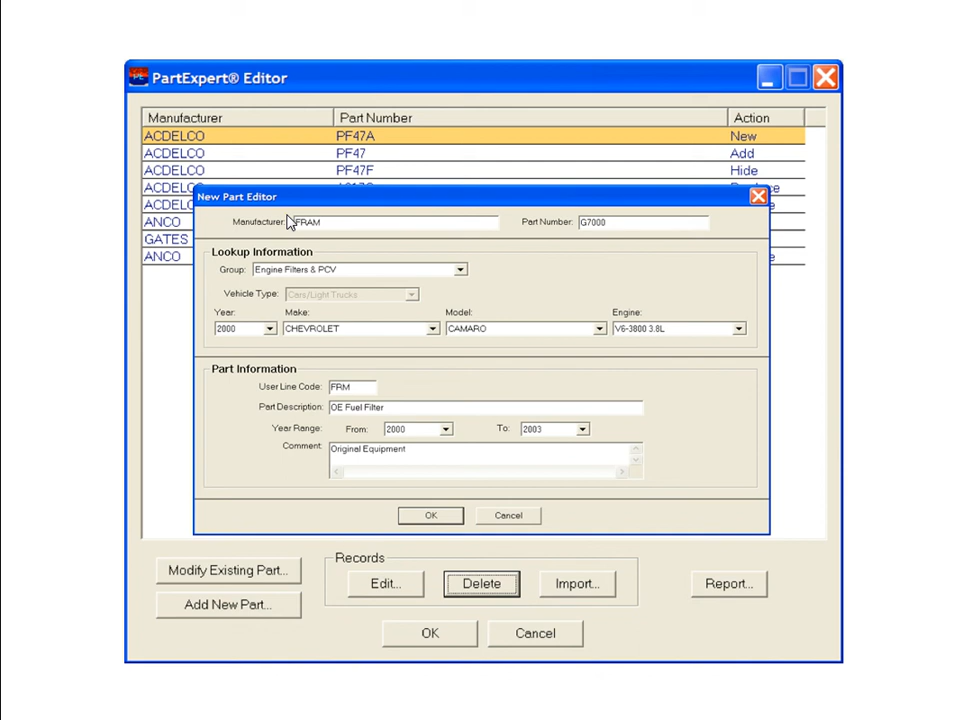 PartExpert® Editor
Manufacturer Part Number Action
ACDELCO PF47A New
ACDELCO PF47 Add
ACDELCO PF47F Hide
ACDELCO
ACDELCO
ANCO
GATES
ANCO
New Part Editor
Manufacturer: FRAM Part Number: G7000
Lookup Information
Group: Engine Filters & PCV
Vehicle Type: Cars/Light Trucks
Year: Make: Model: Engine:
2000 CHEVROLET CAMARO V6-3800 3.8L
Part Information
User Line Code: FRM
Part Description: OE Fuel Filter
Year Range: From: 2000 To: 2003
Comment: Original Equipment
OK Cancel
Modify Existing Part...
Add New Part...
Records
Edit... Delete Import... Report...
OK Cancel